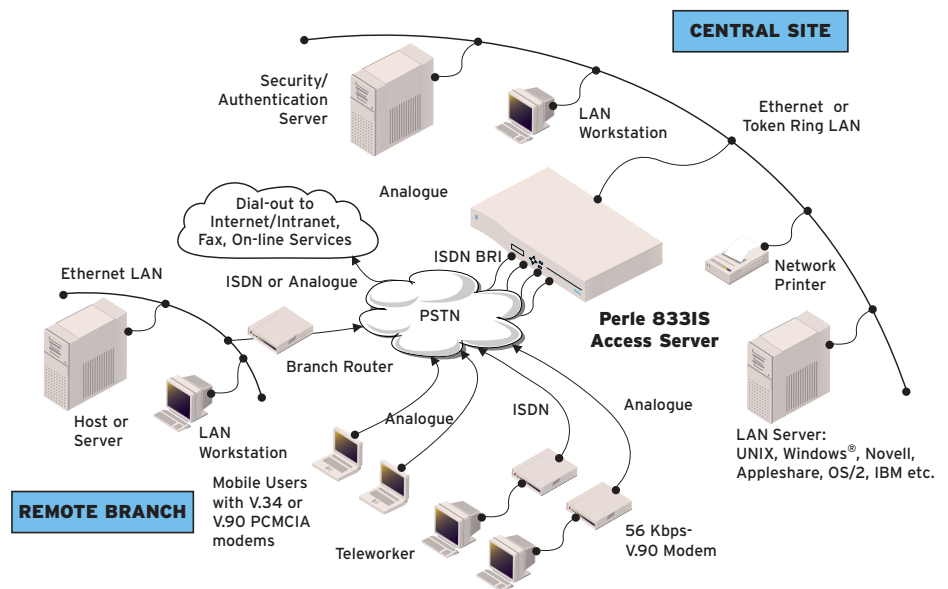 CENTRAL SITE
Security/
Authentication
Server
LAN
Workstation
Ethernet or
Token Ring LAN
Analogue
Dial-out to
Internet/Intranet,
Fax, On-line Services
ISDN BRI
Network
Printer
Ethernet LAN
ISDN or Analogue
PSTN
Perle 833IS
Access Server
Branch Router
Host or
Server
LAN
Workstation
Analogue
ISDN
Analogue
LAN Server:
UNIX, Windows®, Novell,
Appleshare, OS/2, IBM etc.
REMOTE BRANCH
Mobile Users
with V.34 or
V.90 PCMCIA
modems
Teleworker
56 Kbps-
V.90 Modem